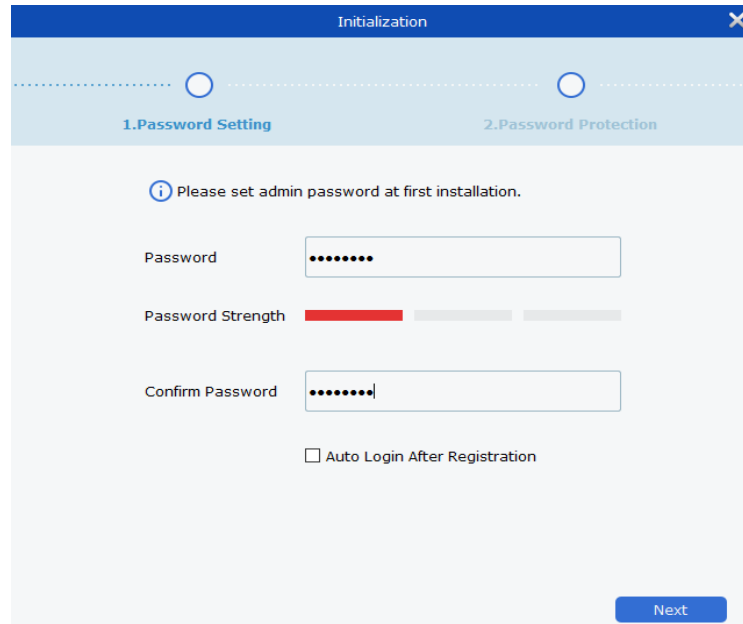 Initialization
1.Password Setting
2.Password Protection
Please set admin password at first installation.
Password
••••••••
Password Strength
Confirm Password
••••••••
Auto Login After Registration
Next